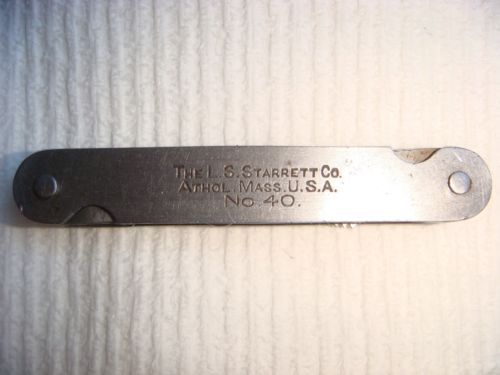 THE L. S. STARRETT CO.
ATHOL. MASS. U.S.A.
NO 40.